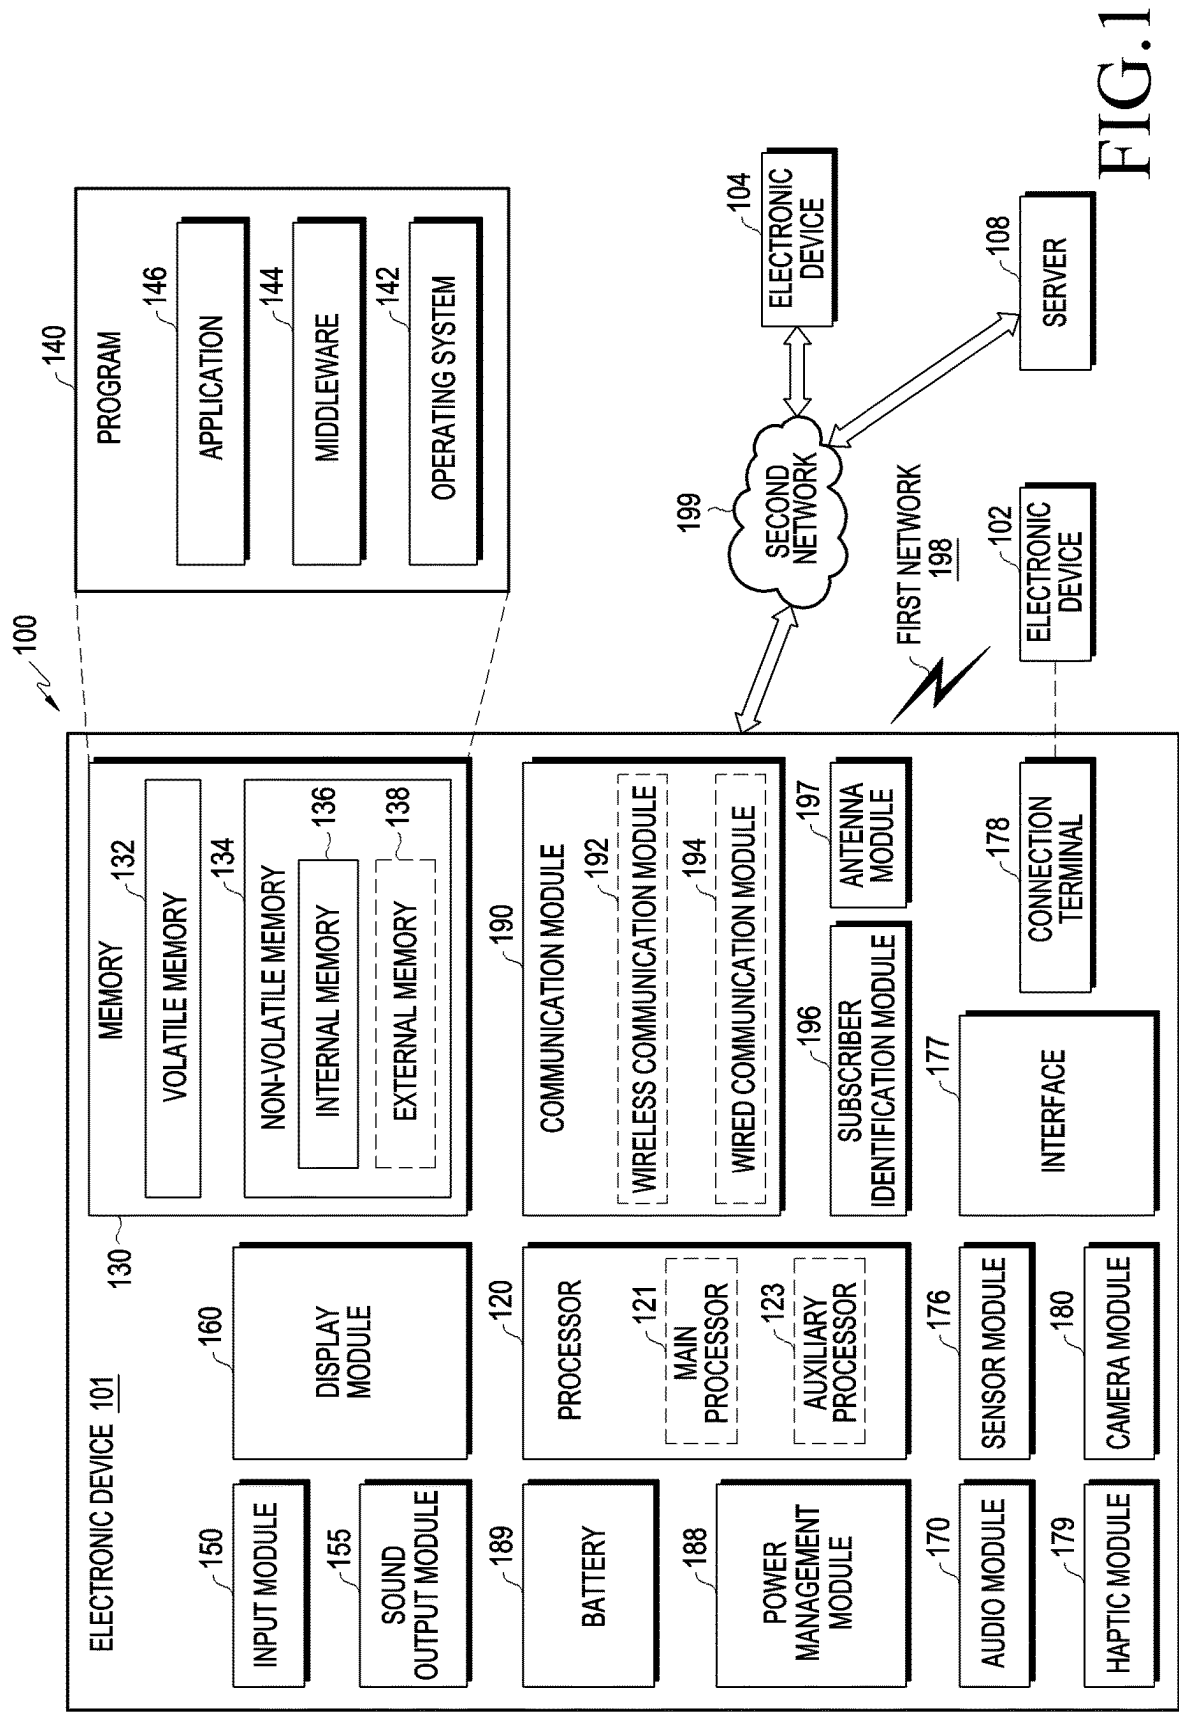 100
ELECTRONIC DEVICE 101
130
MEMORY
132
VOLATILE MEMORY
134
NON-VOLATILE MEMORY
136
INTERNAL MEMORY
138
EXTERNAL MEMORY
140
PROGRAM
146
APPLICATION
144
MIDDLEWARE
142
OPERATING SYSTEM
150
INPUT MODULE
155
SOUND
OUTPUT MODULE
160
DISPLAY
MODULE
189
BATTERY
188
POWER
MANAGEMENT
MODULE
120
PROCESSOR
121
MAIN
PROCESSOR
123
AUXILIARY
PROCESSOR
190
COMMUNICATION MODULE
192
WIRELESS COMMUNICATION MODULE
194
WIRED COMMUNICATION MODULE
196
SUBSCRIBER
IDENTIFICATION MODULE
197
ANTENNA
MODULE
199
SECOND
NETWORK
104
ELECTRONIC
DEVICE
108
SERVER
FIRST NETWORK
198
102
ELECTRONIC
DEVICE
170
AUDIO MODULE
176
SENSOR MODULE
177
INTERFACE
178
CONNECTION
TERMINAL
179
HAPTIC MODULE
180
CAMERA MODULE
FIG.1